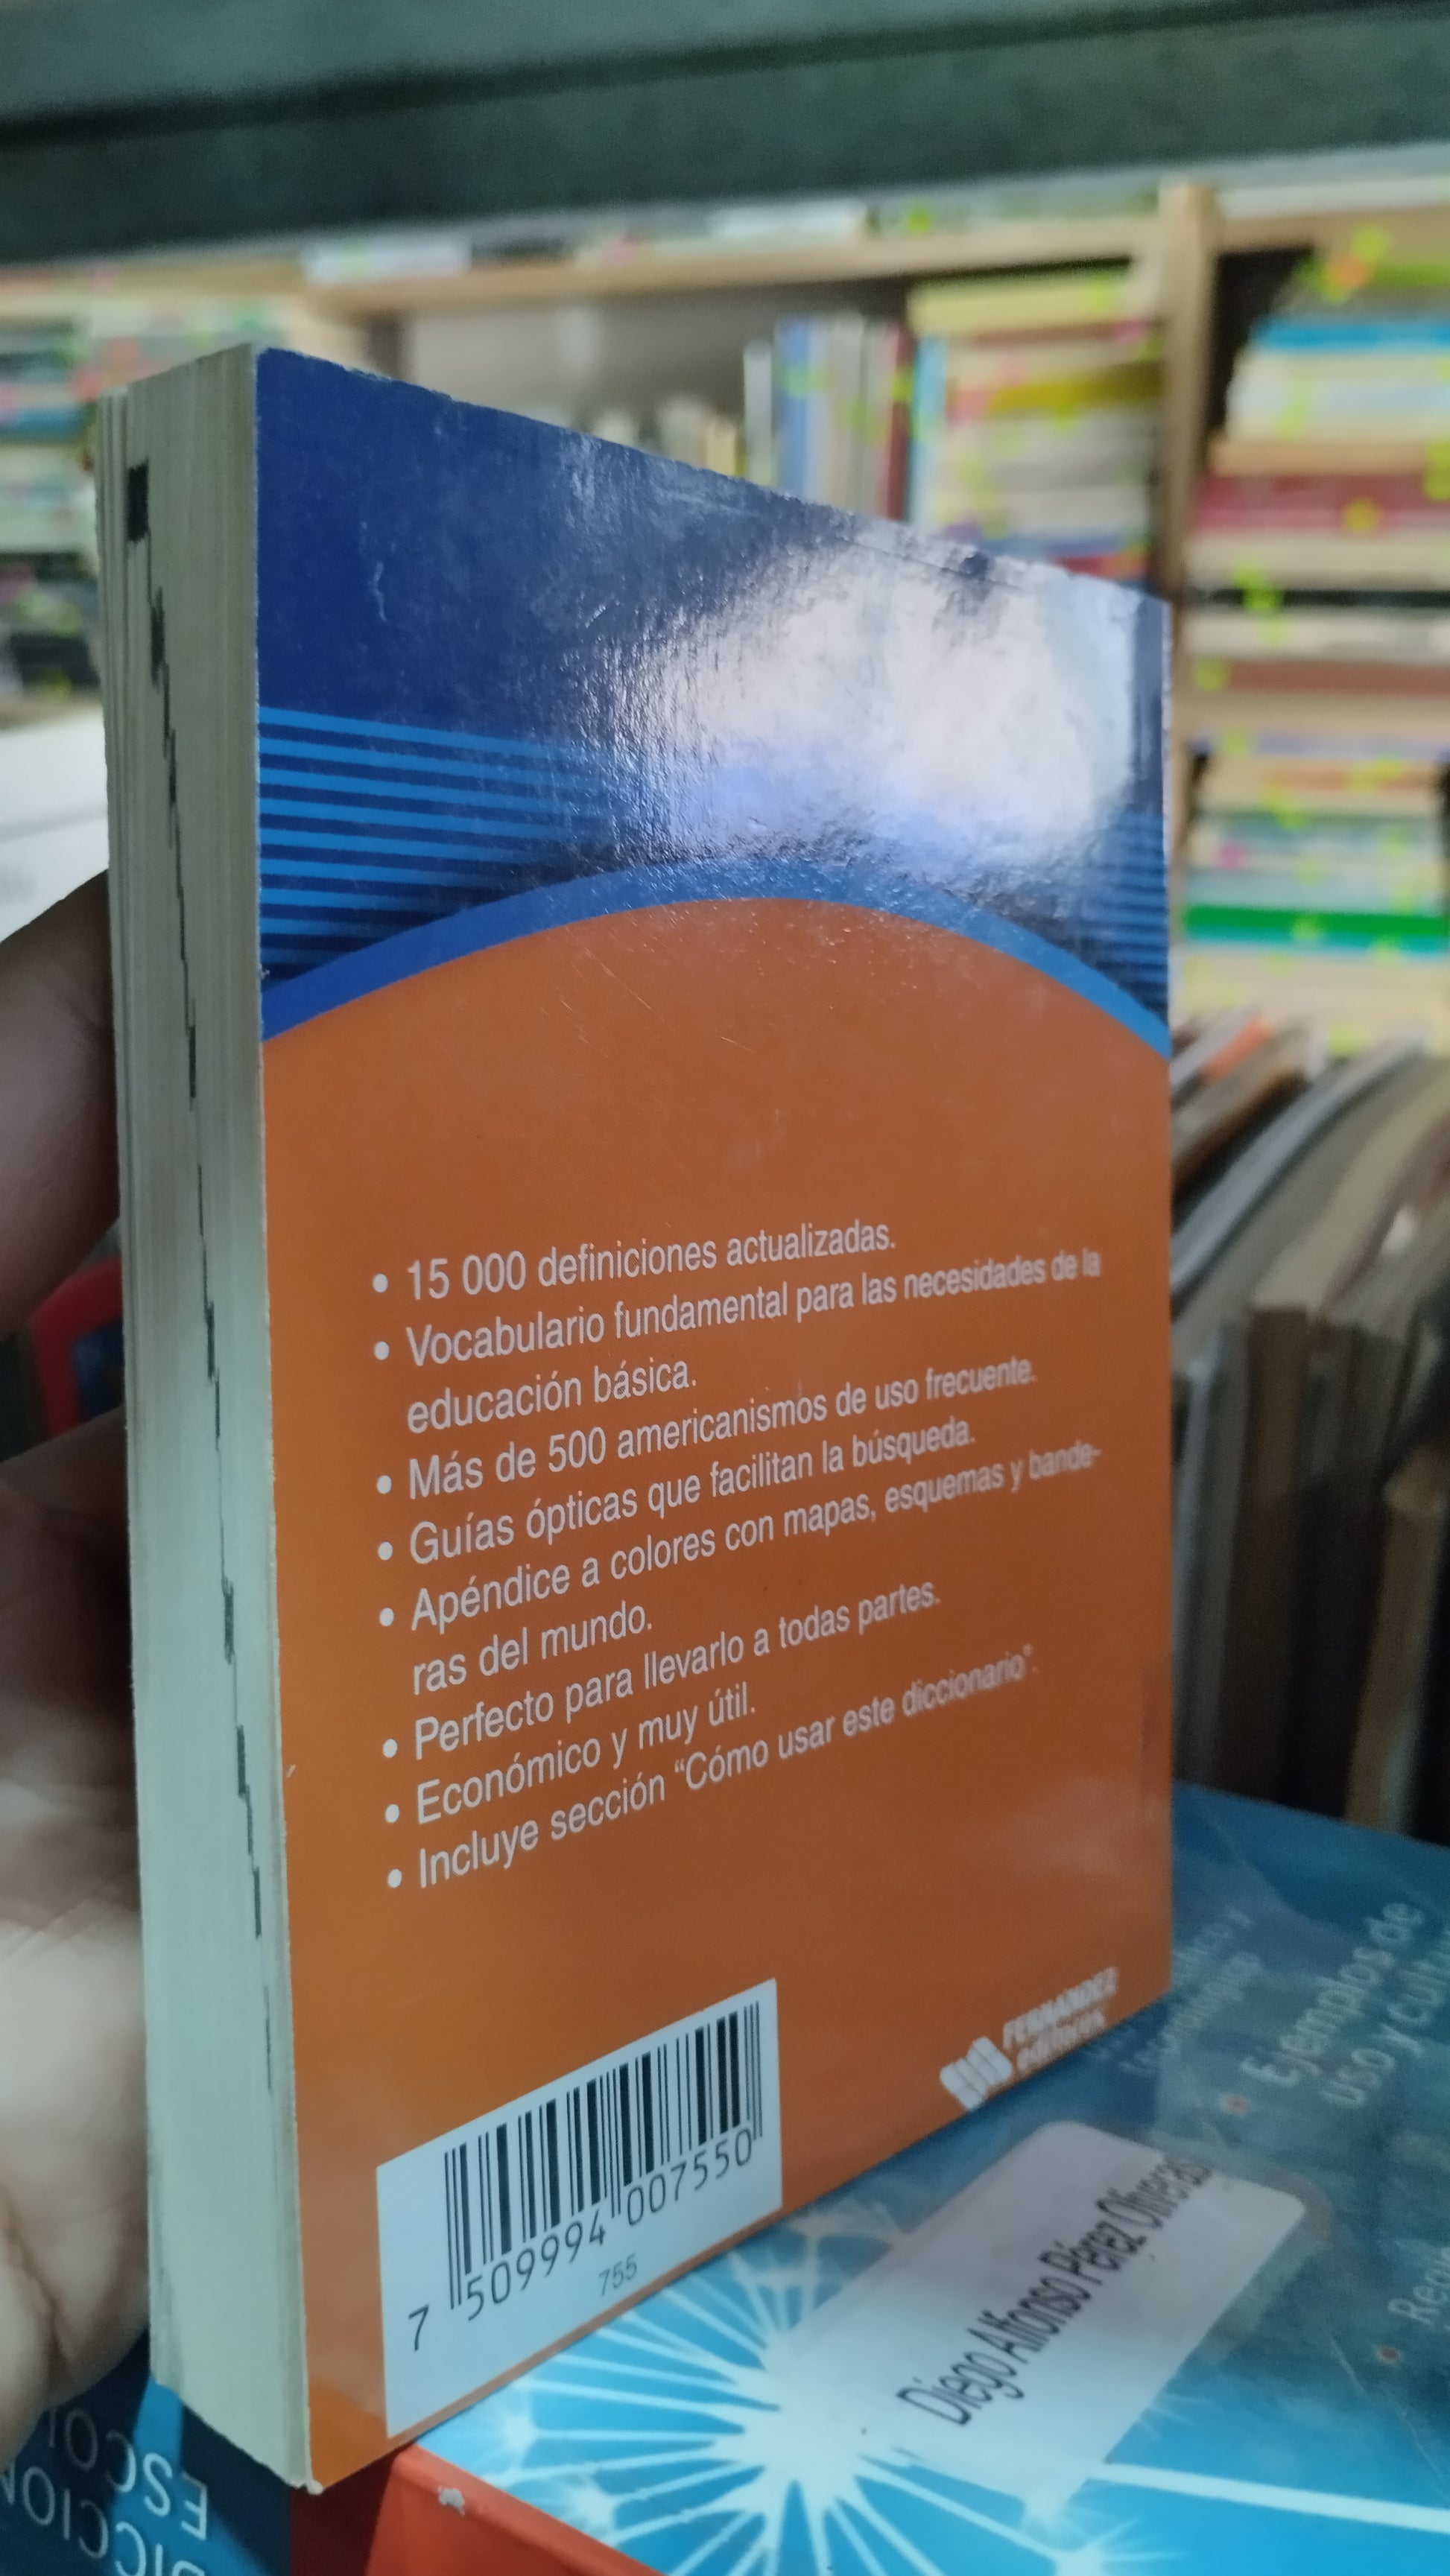 • 15 000 definiciones actualizadas.
• Vocabulario fundamental para las necesidades de la
educación básica.
• Más de 500 americanismos de uso frecuente.
• Guías ópticas que facilitan la búsqueda.
• Apéndice a colores con mapas, esquemas y bande-
ras del mundo.
• Perfecto para llevarlo a todas partes.
• Económico y muy útil.
• Incluye sección “Cómo usar este diccionario”.
FERNANDEZ
editores
7 509994 007550
755
Ejemplos de
uso y cultu
Diego Alfonso Pérez Olivera
DICCION
ESCO